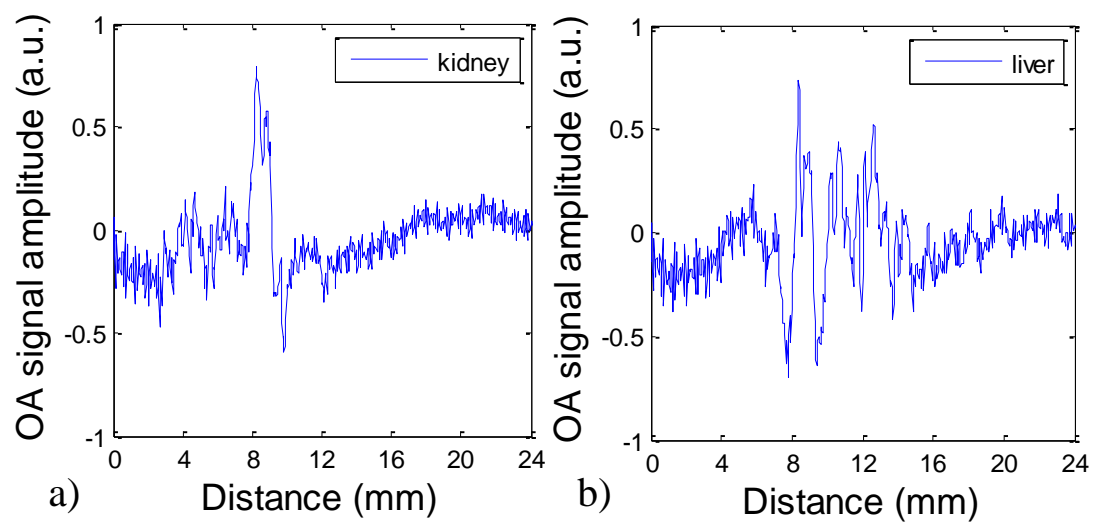 OA signal amplitude (a.u.)
1
0.5
0
-0.5
-1
kidney
0 4 8 12 16 20 24
a) Distance (mm)
OA signal amplitude (a.u.)
1
0.5
0
-0.5
-1
liver
0 4 8 12 16 20 24
b) Distance (mm)